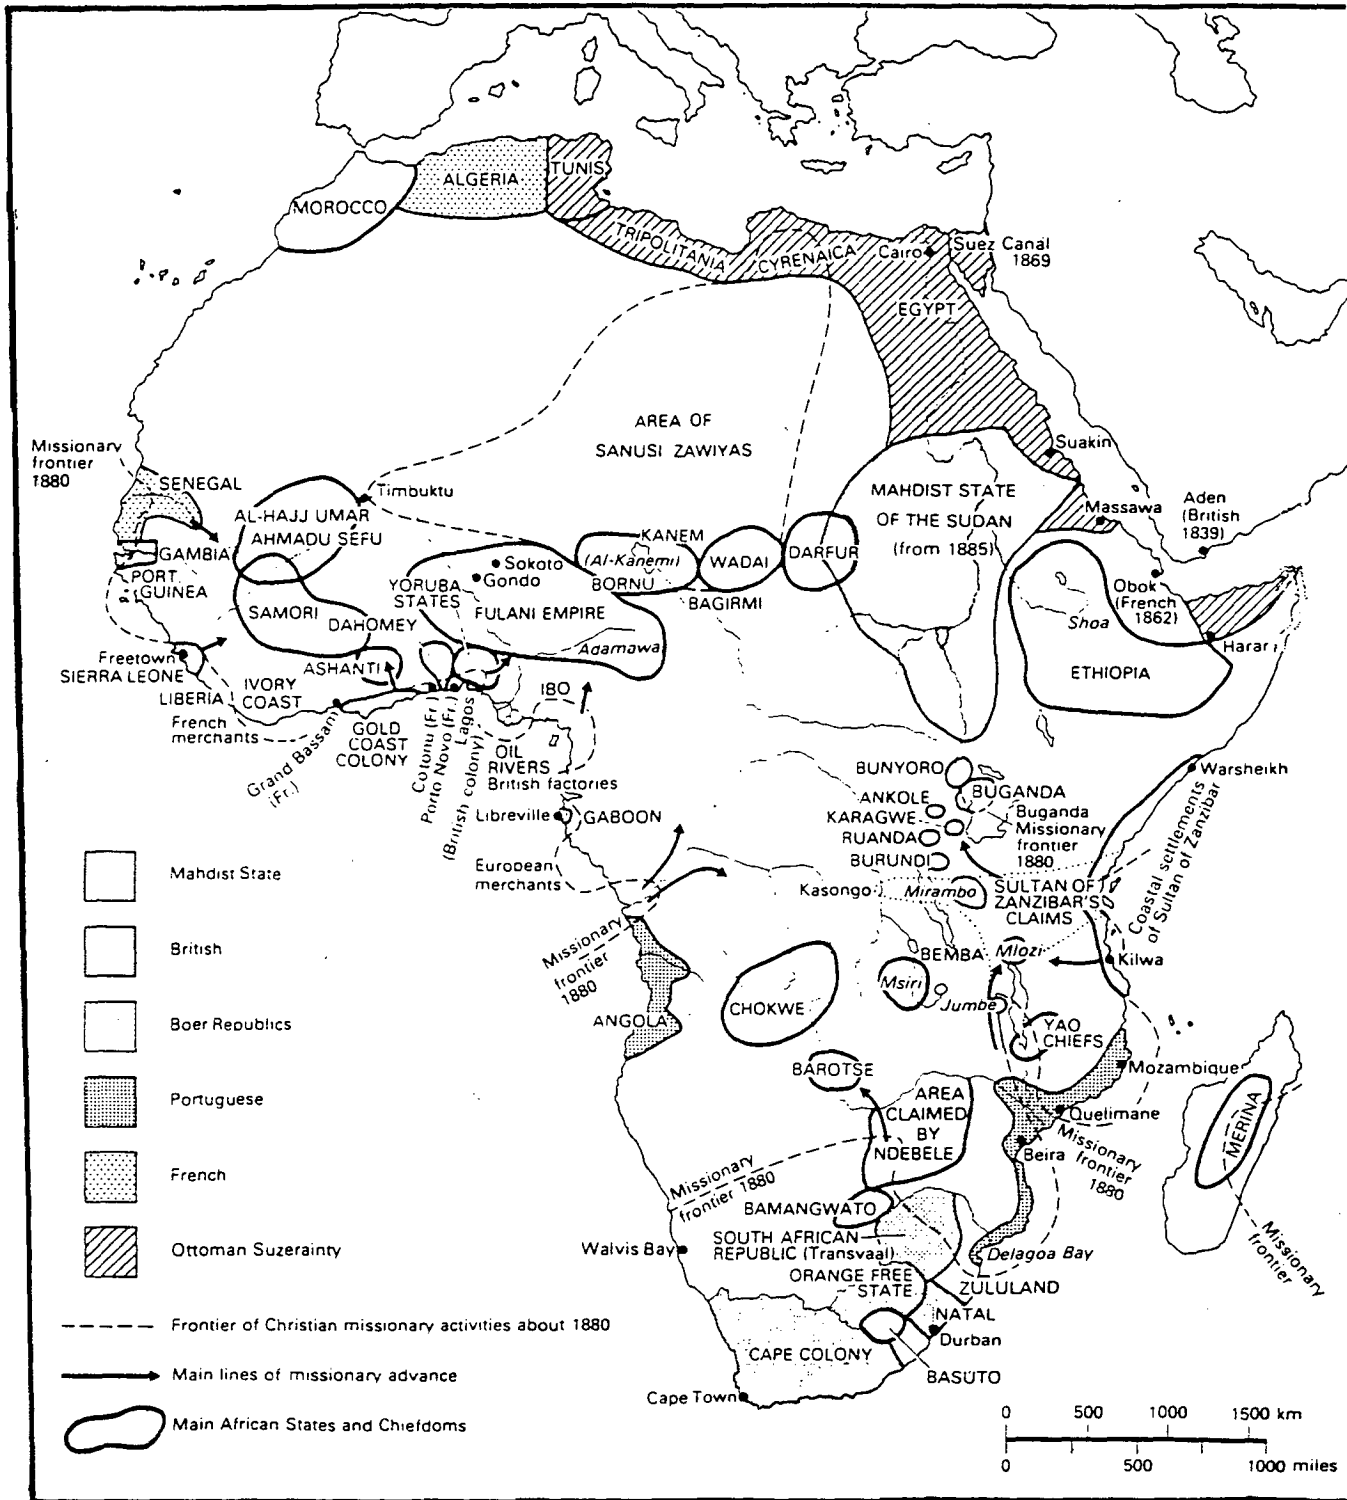 MOROCCO
ALGERIA
TUNIS
TRIPOLITANIA
CYRENAICA
Cairo
Suez Canal
1869
EGYPT
AREA OF
SANUSI ZAWIYAS
Suakin
Missionary
frontier
1880
SENEGAL
Timbuktu
AL-HAJJ UMAR
AHMADU SEFU
GAMBIA
PORT.
GUINEA
SAMORI
MAHDIST STATE
OF THE SUDAN
(from 1885)
Massawa
Aden
(British
1839)
KANEM
(Al-Kanemi)
BORNU
WADAI
DARFUR
BAGIRMI
Sokoto
Gondo
YORUBA
STATES
FULANI EMPIRE
DAHOMEY
Adamawa
Obok
(French
1862)
Shoa
Harar
ETHIOPIA
Freetown
SIERRA LEONE
LIBERIA
ASHANTI
IVORY
COAST
French
merchants
Grand Bassam
(Fr.)
GOLD
COAST
COLONY
Cotonu (Fr.)
Porto Novo (Fr.)
Lagos
(British colony)
IBO
OIL
RIVERS
British factories
Warsheikh
BUNYORO
BUGANDA
ANKOLE
KARAGWE
RUANDA
BURUNDI
Buganda
Missionary
frontier
1880
Libreville
GABOON
European
merchants
Kasongo
Mirambo
SULTAN OF
ZANZIBAR'S
CLAIMS
Coastal settlements
of Sultan of Zanzibar
Missionary
frontier
1880
BEMBA
Mlozi
Kilwa
Msiri
Jumbe
CHOKWE
ANGOLA
YAO
CHIEFS
BAROTSE
Mozambique
AREA
CLAIMED
BY
NDEBELE
Quelimane
Beira
Missionary
frontier
1880
MERINA
Missionary
frontier 1880
BAMANGWATO
SOUTH AFRICAN
REPUBLIC (Transvaal)
Walvis Bay
Delagoa Bay
Missionary
frontier
ORANGE FREE
STATE
ZULULAND
NATAL
Durban
CAPE COLONY
BASUTO
Cape Town
Mahdist State
British
Boer Republics
Portuguese
French
Ottoman Suzerainty
Frontier of Christian missionary activities about 1880
Main lines of missionary advance
Main African States and Chiefdoms
0 500 1000 1500 km
0 500 1000 miles